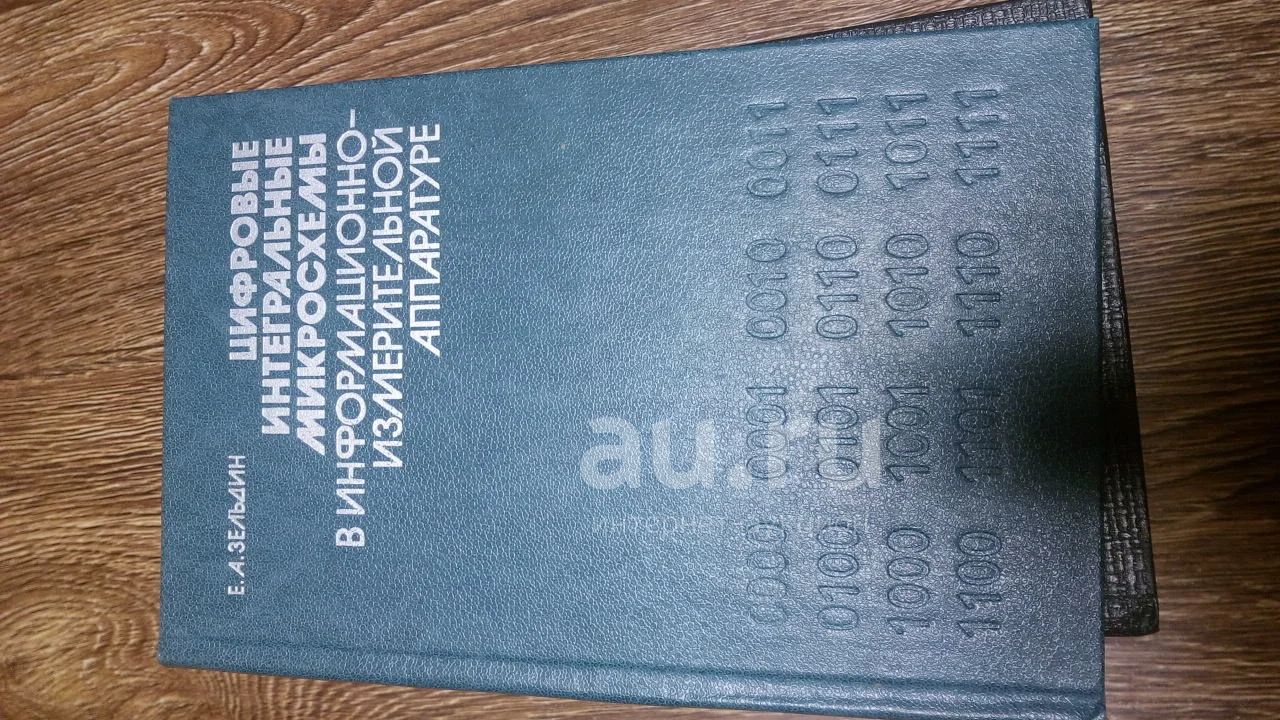 Е. А. ЗЕЛЬДИН
ЦИФРОВЫЕ
ИНТЕГРАЛЬНЫЕ
МИКРОСХЕМЫ
В ИНФОРМАЦИОННО-
ИЗМЕРИТЕЛЬНОЙ
АППАРАТУРЕ
0000 0001 0010 0011
0100 0101 0110 0111
1000 1001 1010 1011
1100 1101 1110 1111
au.ru